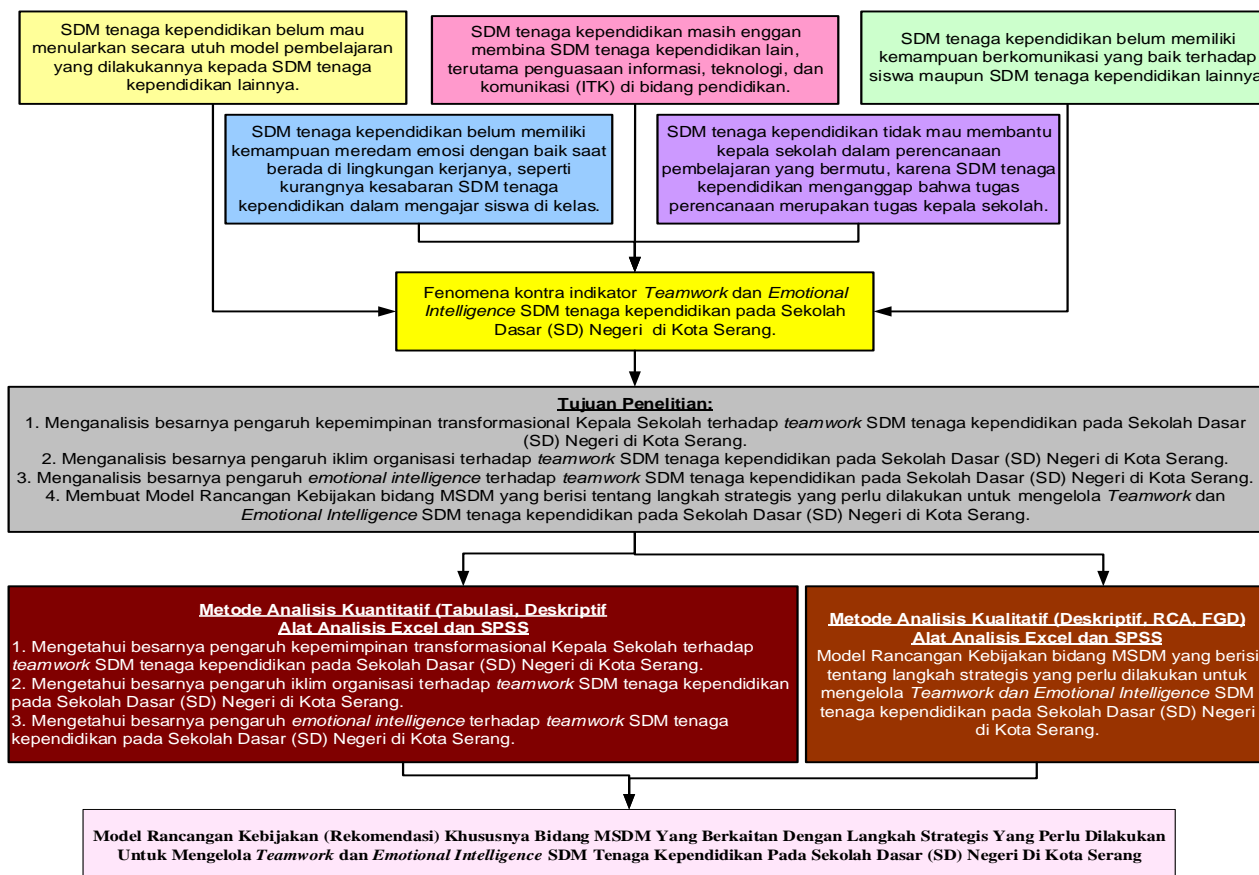 SDM tenaga kependidikan belum mau
menularkan secara utuh model pembelajaran
yang dilakukannya kepada SDM tenaga
kependidikan lainnya.
SDM tenaga kependidikan masih enggan
membina SDM tenaga kependidikan lain,
terutama penguasaan informasi, teknologi, dan
komunikasi (ITK) di bidang pendidikan.
SDM tenaga kependidikan belum memiliki
kemampuan berkomunikasi yang baik terhadap
siswa maupun SDM tenaga kependidikan lainnya
SDM tenaga kependidikan belum memiliki
kemampuan meredam emosi dengan baik saat
berada di lingkungan kerjanya, seperti
kurangnya kesabaran SDM tenaga
kependidikan dalam mengajar siswa di kelas.
SDM tenaga kependidikan tidak mau membantu
kepala sekolah dalam perencanaan
pembelajaran yang bermutu, karena SDM tenaga
kependidikan menganggap bahwa tugas
perencanaan merupakan tugas kepala sekolah.
Fenomena kontra indikator Teamwork dan Emotional
Intelligence SDM tenaga kependidikan pada Sekolah
Dasar (SD) Negeri di Kota Serang.
Tujuan Penelitian:
1. Menganalisis besarnya pengaruh kepemimpinan transformasional Kepala Sekolah terhadap teamwork SDM tenaga kependidikan pada Sekolah Dasar
(SD) Negeri di Kota Serang.
2. Menganalisis besarnya pengaruh iklim organisasi terhadap teamwork SDM tenaga kependidikan pada Sekolah Dasar (SD) Negeri di Kota Serang.
3. Menganalisis besarnya pengaruh emotional intelligence terhadap teamwork SDM tenaga kependidikan pada Sekolah Dasar (SD) Negeri di Kota Serang.
4. Membuat Model Rancangan Kebijakan bidang MSDM yang berisi tentang langkah strategis yang perlu dilakukan untuk mengelola Teamwork dan
Emotional Intelligence SDM tenaga kependidikan pada Sekolah Dasar (SD) Negeri di Kota Serang.
Metode Analisis Kuantitatif (Tabulasi, Deskriptif
Alat Analisis Excel dan SPSS
1. Mengetahui besarnya pengaruh kepemimpinan transformasional Kepala Sekolah terhadap
teamwork SDM tenaga kependidikan pada Sekolah Dasar (SD) Negeri di Kota Serang.
2. Mengetahui besarnya pengaruh iklim organisasi terhadap teamwork SDM tenaga kependidikan
pada Sekolah Dasar (SD) Negeri di Kota Serang.
3. Mengetahui besarnya pengaruh emotional intelligence terhadap teamwork SDM tenaga
kependidikan pada Sekolah Dasar (SD) Negeri di Kota Serang.
Metode Analisis Kualitatif (Deskriptif, RCA, FGD)
Alat Analisis Excel dan SPSS
Model Rancangan Kebijakan bidang MSDM yang berisi
tentang langkah strategis yang perlu dilakukan untuk
mengelola Teamwork dan Emotional Intelligence SDM
tenaga kependidikan pada Sekolah Dasar (SD) Negeri
di Kota Serang.
Model Rancangan Kebijakan (Rekomendasi) Khususnya Bidang MSDM Yang Berkaitan Dengan Langkah Strategis Yang Perlu Dilakukan
Untuk Mengelola Teamwork dan Emotional Intelligence SDM Tenaga Kependidikan Pada Sekolah Dasar (SD) Negeri Di Kota Serang